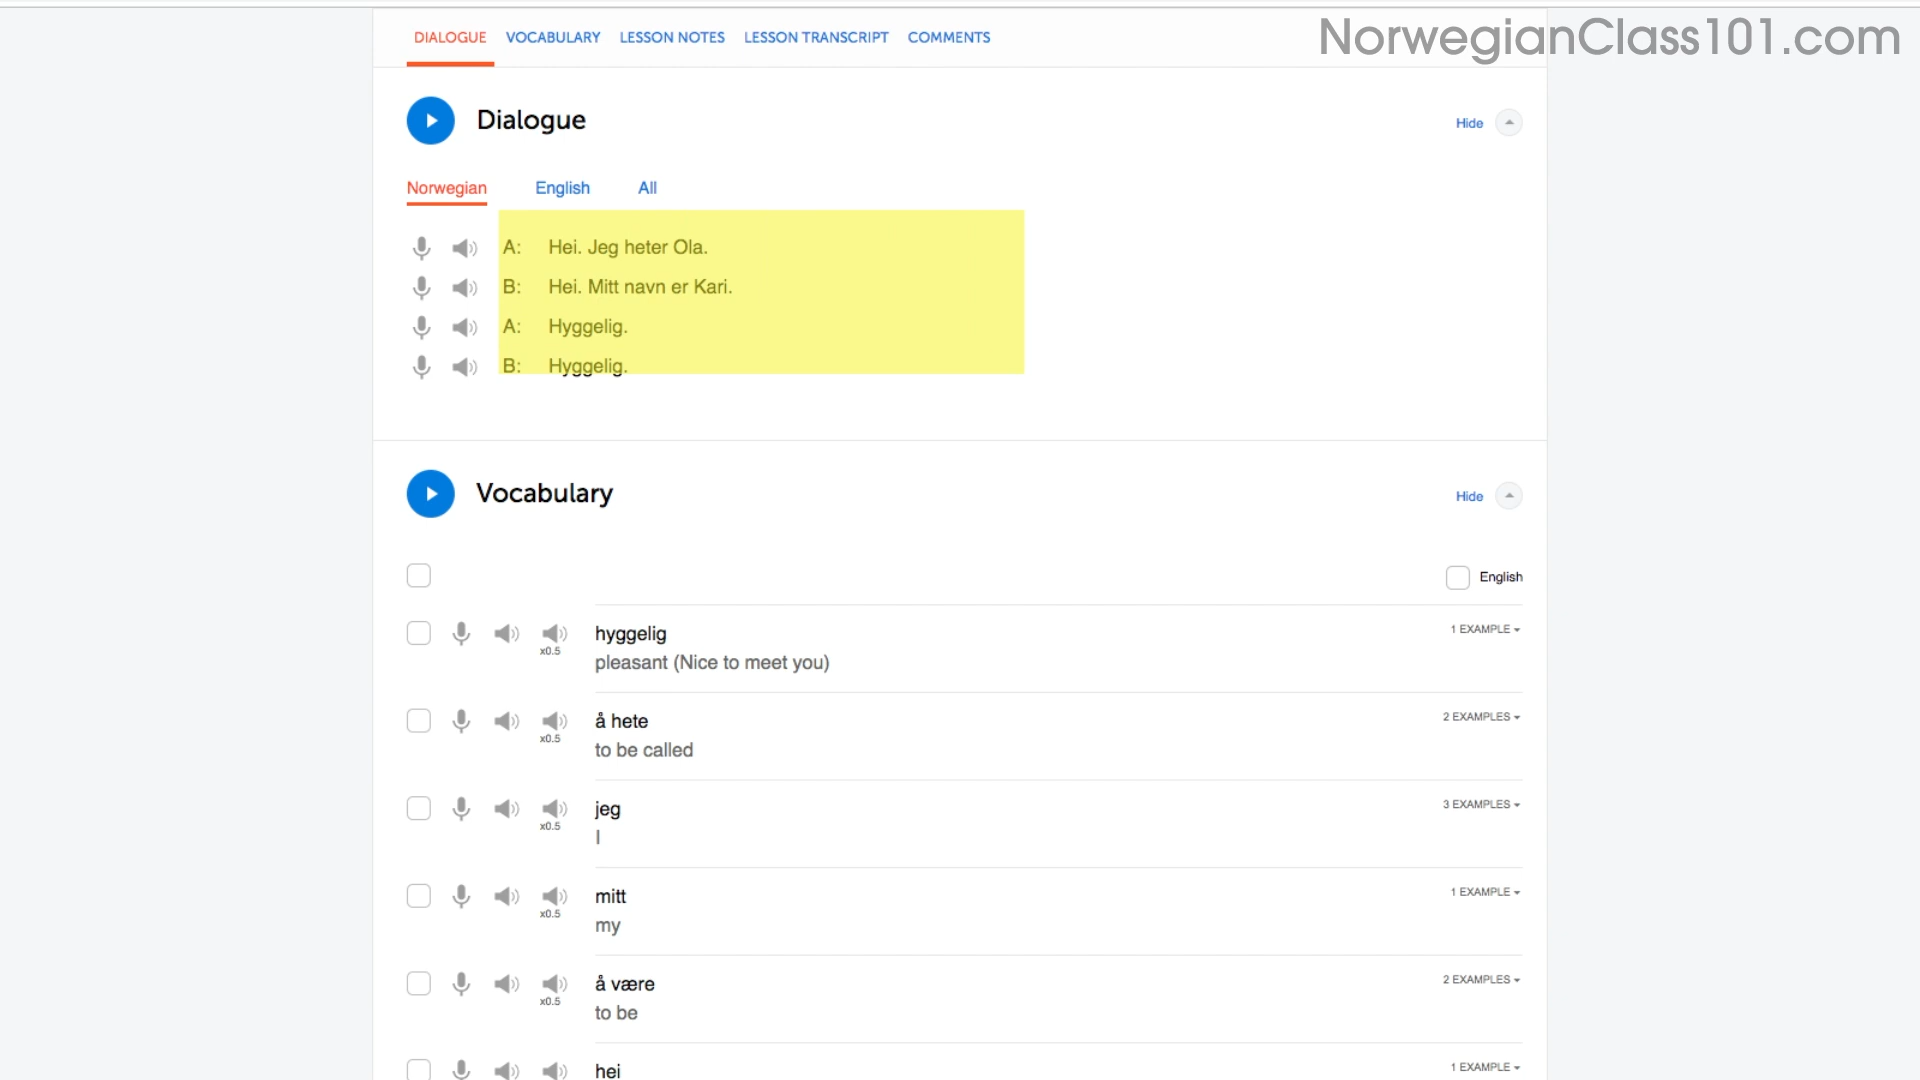 DIALOGUE VOCABULARY LESSON NOTES LESSON TRANSCRIPT COMMENTS
NorwegianClass101.com
Dialogue
Hide
Norwegian English All
A: Hei. Jeg heter Ola.
B: Hei. Mitt navn er Kari.
A: Hyggelig.
B: Hyggelig.
Vocabulary
Hide
English
hyggelig
1 EXAMPLE
x0.5
pleasant (Nice to meet you)
å hete
2 EXAMPLES
x0.5
to be called
jeg
3 EXAMPLES
x0.5
I
mitt
1 EXAMPLE
x0.5
my
å være
2 EXAMPLES
x0.5
to be
hei
1 EXAMPLE